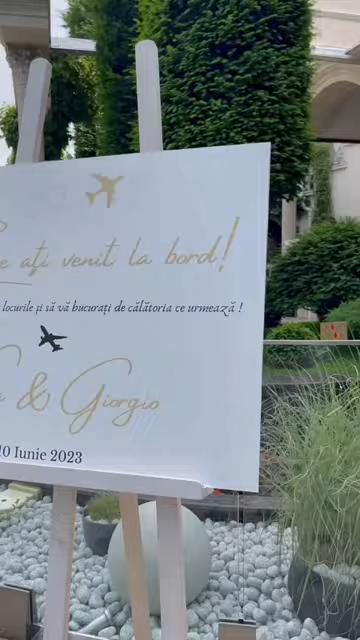 ați venit la bord!
locurile și să vă bucurați de călătoria ce urmează !
& Giorgio
10 Iunie 2023